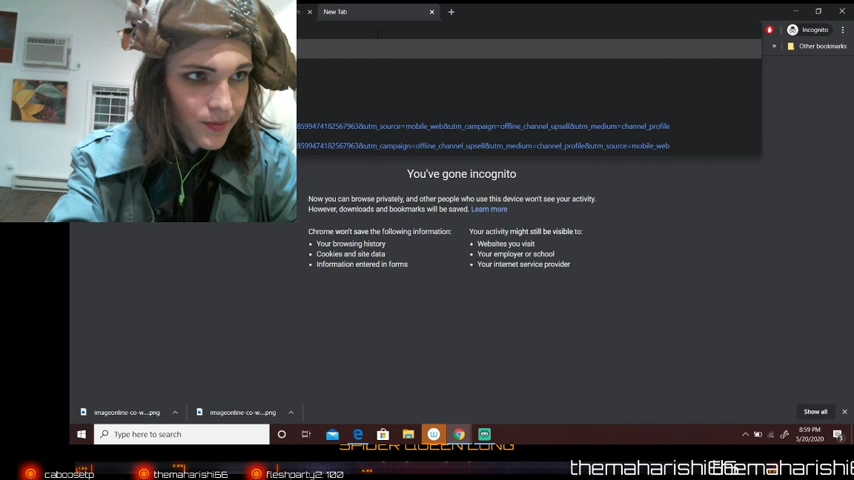 New Tab
Incognito
Other bookmarks
8599474182567963&utm_source=mobile_web&utm_campaign=offline_channel_upsell&utm_medium=channel_profile
8599474182567963&utm_campaign=offline_channel_upsell&utm_medium=channel_profile&utm_source=mobile_web
You've gone incognito
Now you can browse privately, and other people who use this device won't see your activity.
However, downloads and bookmarks will be saved. Learn more
Chrome won't save the following information:
• Your browsing history
• Cookies and site data
• Information entered in forms
Your activity might still be visible to:
• Websites you visit
• Your employer or school
• Your internet service provider
imageonline-co-w....png
imageonline-co-w....png
Show all
Type here to search
8:59 PM
5/20/2020
caboosetp
themaharishi66
fleshparty2: 100